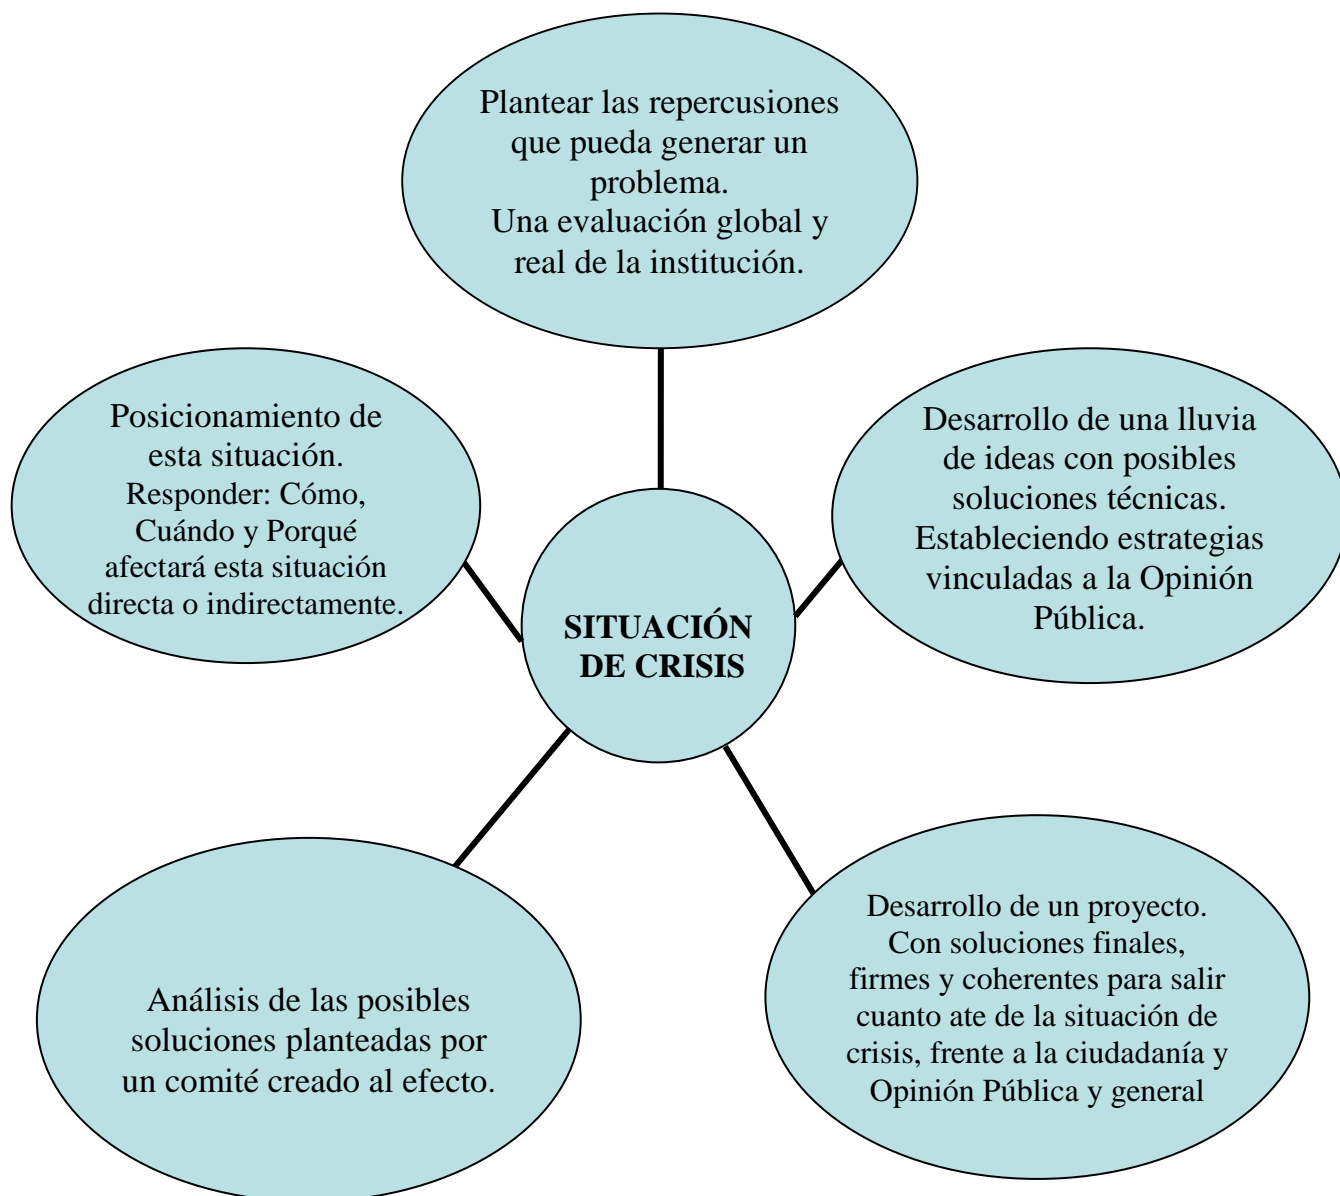 Plantear las repercusiones
que pueda generar un
problema.
Una evaluación global y
real de la institución.
Posicionamiento de
esta situación.
Responder: Cómo,
Cuándo y Porqué
afectará esta situación
directa o indirectamente.
Desarrollo de una lluvia
de ideas con posibles
soluciones técnicas.
Estableciendo estrategias
vinculadas a la Opinión
Pública.
SITUACIÓN
DE CRISIS
Análisis de las posibles
soluciones planteadas por
un comité creado al efecto.
Desarrollo de un proyecto.
Con soluciones finales,
firmes y coherentes para salir
cuanto ate de la situación de
crisis, frente a la ciudadanía y
Opinión Pública y general